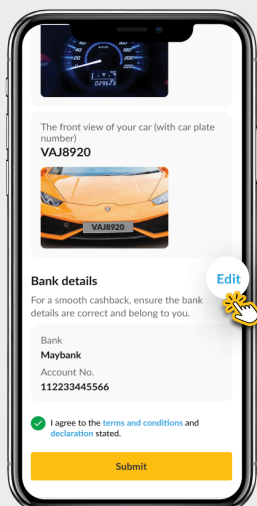 029627
The front view of your car (with car plate
number)
VAJ8920
VAJ8920
Bank details
Edit
For a smooth cashback, ensure the bank
details are correct and belong to you.
Bank
Maybank
Account No.
112233445566
I agree to the terms and conditions and
declaration stated.
Submit